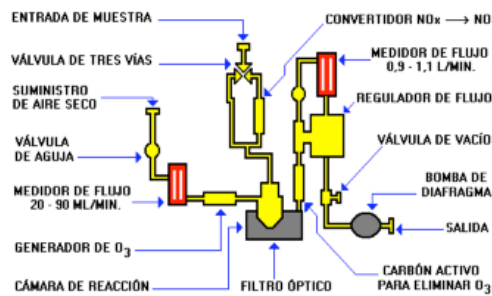 ENTRADA DE MUESTRA
CONVERTIDOR NOx → NO
VÁLVULA DE TRES VÍAS
MEDIDOR DE FLUJO
0,9 - 1,1 L/MIN.
SUMINISTRO
DE AIRE SECO
REGULADOR DE FLUJO
VÁLVULA
DE AGUJA
VÁLVULA DE VACÍO
BOMBA DE
DIAFRAGMA
MEDIDOR DE FLUJO
20 - 90 ML/MIN.
SALIDA
GENERADOR DE O3
CÁMARA DE REACCIÓN
FILTRO ÓPTICO
CARBÓN ACTIVO
PARA ELIMINAR O3